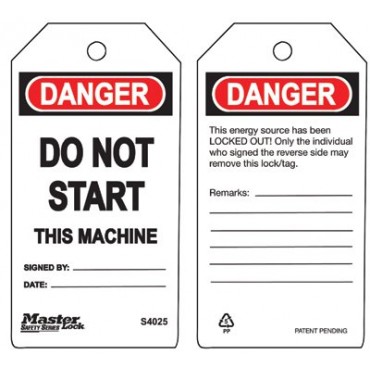 DANGER
DO NOT
START
THIS MACHINE
SIGNED BY:
DATE:
Master Lock
SAFETY SERIES
S4025
DANGER
This energy source has been
LOCKED OUT! Only the individual
who signed the reverse side may
remove this lock/tag.
Remarks:
5
PP
PATENT PENDING